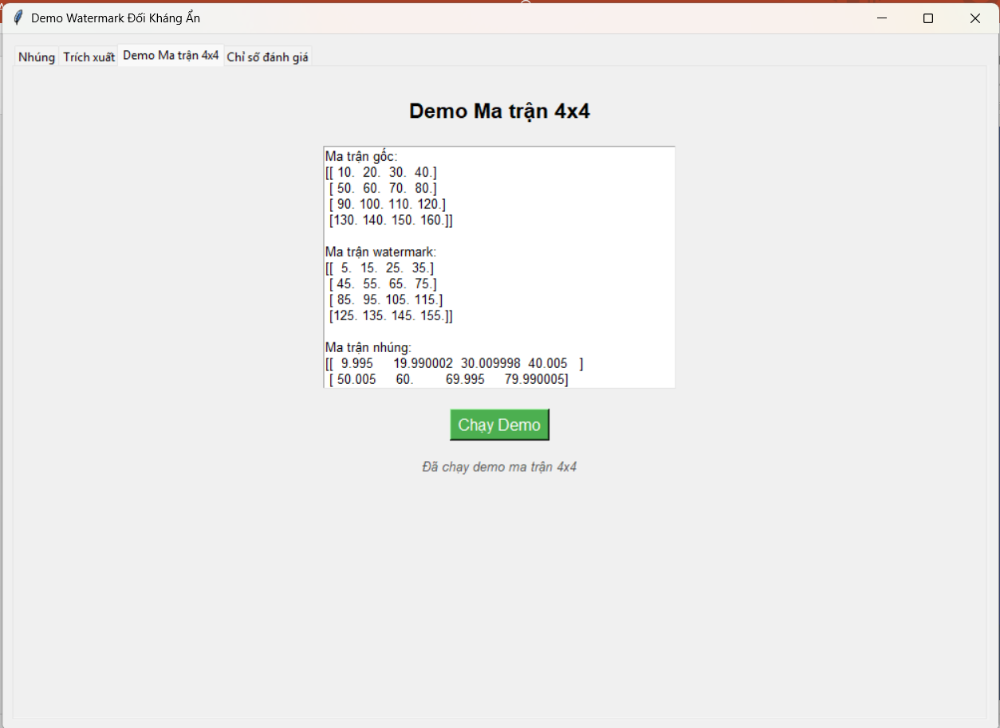 Demo Watermark Đối Kháng Ẩn
Nhúng Trích xuất Demo Ma trận 4x4 Chỉ số đánh giá
Demo Ma trận 4x4
Ma trận gốc:
[[ 10. 20. 30. 40.]
[ 50. 60. 70. 80.]
[ 90. 100. 110. 120.]
[130. 140. 150. 160.]]
Ma trận watermark:
[[ 5. 15. 25. 35.]
[ 45. 55. 65. 75.]
[ 85. 95. 105. 115.]
[125. 135. 145. 155.]]
Ma trận nhúng:
[[ 9.995 19.990002 30.009998 40.005 ]
[ 50.005 60. 69.995 79.990005]
Chạy Demo
Đã chạy demo ma trận 4x4